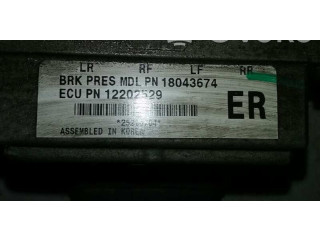 LR RF LF RR
BRK PRES MDL PN 18043674
ECU PN 12202529
ER
ASSEMBLED IN KOREA